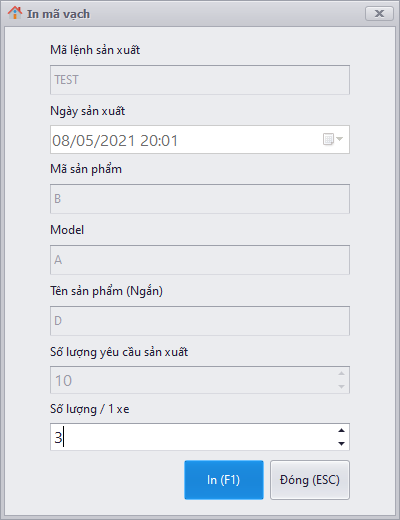 In mã vạch
Mã lệnh sản xuất
TEST
Ngày sản xuất
08/05/2021 20:01
Mã sản phẩm
B
Model
A
Tên sản phẩm (Ngắn)
D
Số lượng yêu cầu sản xuất
10
Số lượng / 1 xe
3
In (F1) Đóng (ESC)